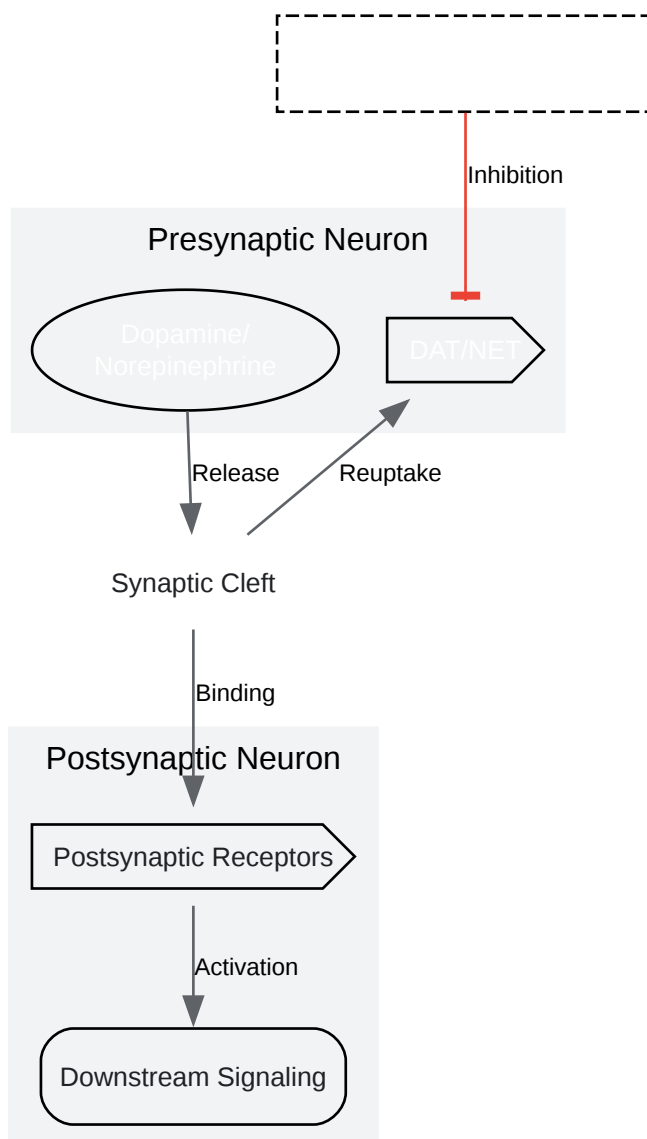 Inhibition
Presynaptic Neuron
Dopamine/
Norepinephrine
DAT/NET
Release
Reuptake
Synaptic Cleft
Binding
Postsynaptic Neuron
Postsynaptic Receptors
Activation
Downstream Signaling